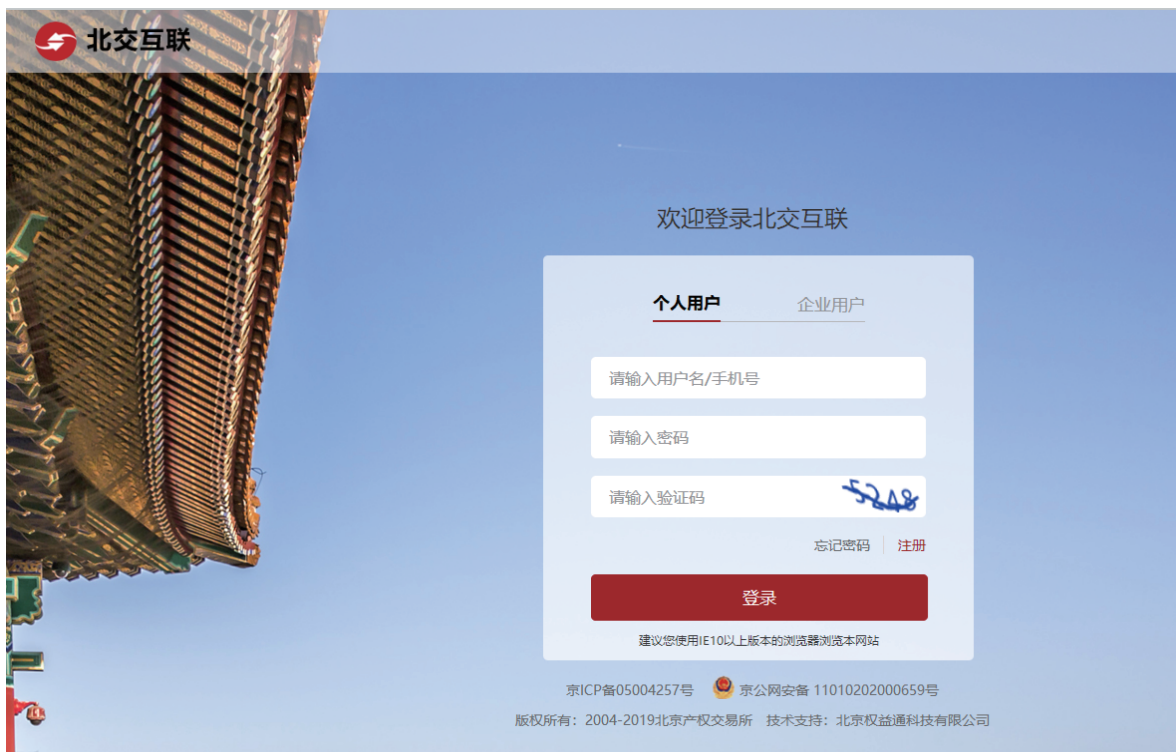 北交互联
欢迎登录北交互联
个人用户 企业用户
请输入用户名/手机号
请输入密码
请输入验证码 5248
忘记密码 注册
登录
建议您使用IE10以上版本的浏览器浏览本网站
京ICP备05004257号 京公网安备 11010202000659号
版权所有：2004-2019北京产权交易所 技术支持：北京权益通科技有限公司